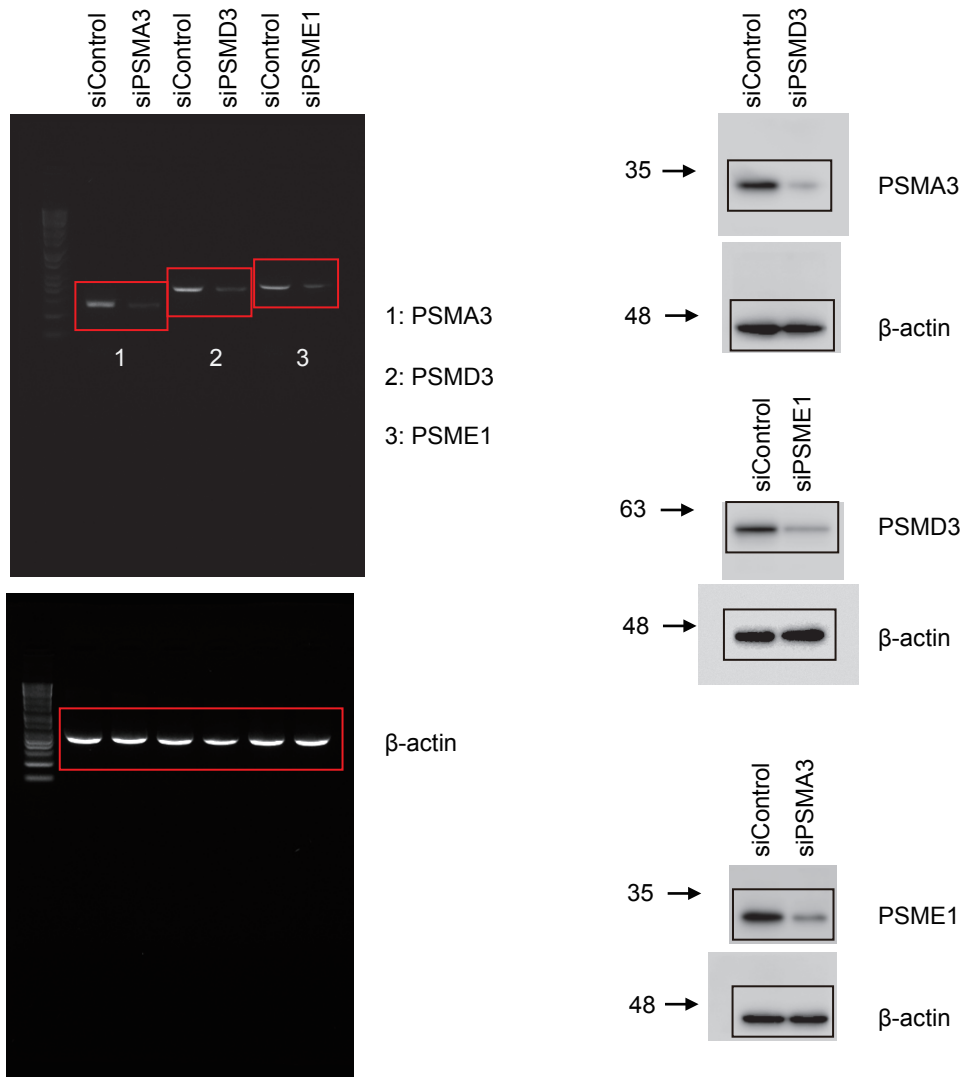 siControl
siPSMA3
siControl
siPSMD3
siControl
siPSME1
1
2
3
1: PSMA3
2: PSMD3
3: PSME1
β-actin
siControl
siPSMD3
35
PSMA3
48
β-actin
siControl
siPSME1
63
PSMD3
48
β-actin
siControl
siPSMA3
35
PSME1
48
β-actin